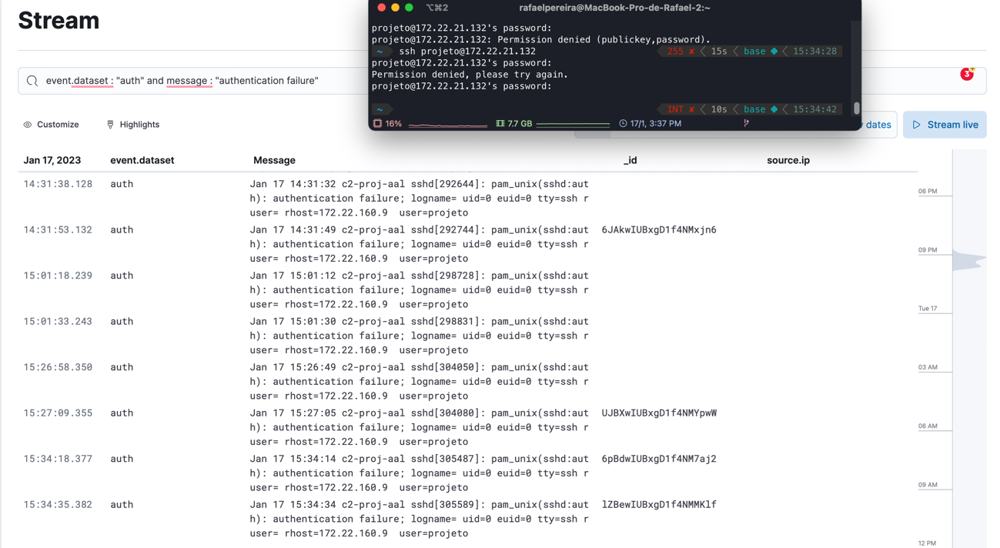 Stream
⌥⌘2 rafaelpereira@MacBook-Pro-de-Rafael-2:~
projeto@172.22.21.132's password:
projeto@172.22.21.132: Permission denied (publickey,password).
~ ssh projeto@172.22.21.132 255 ✘ 15s base 15:34:28
projeto@172.22.21.132's password:
Permission denied, please try again.
projeto@172.22.21.132's password:
~ INT ✘ 10s base 15:34:42
16% 7.7 GB 17/1, 3:37 PM
event.dataset : "auth" and message : "authentication failure"
3
Customize Highlights dates Stream live
Jan 17, 2023 event.dataset Message _id source.ip
14:31:38.128 auth Jan 17 14:31:32 c2-proj-aal sshd[292644]: pam_unix(sshd:aut
h): authentication failure; logname= uid=0 euid=0 tty=ssh r
user= rhost=172.22.160.9 user=projeto
14:31:53.132 auth Jan 17 14:31:49 c2-proj-aal sshd[292744]: pam_unix(sshd:aut 6JAkwIUBxgD1f4NMxjn6
h): authentication failure; logname= uid=0 euid=0 tty=ssh r
user= rhost=172.22.160.9 user=projeto
15:01:18.239 auth Jan 17 15:01:12 c2-proj-aal sshd[298728]: pam_unix(sshd:aut
h): authentication failure; logname= uid=0 euid=0 tty=ssh r
user= rhost=172.22.160.9 user=projeto
15:01:33.243 auth Jan 17 15:01:30 c2-proj-aal sshd[298831]: pam_unix(sshd:aut
h): authentication failure; logname= uid=0 euid=0 tty=ssh r
user= rhost=172.22.160.9 user=projeto
15:26:58.350 auth Jan 17 15:26:49 c2-proj-aal sshd[304050]: pam_unix(sshd:aut
h): authentication failure; logname= uid=0 euid=0 tty=ssh r
user= rhost=172.22.160.9 user=projeto
15:27:09.355 auth Jan 17 15:27:05 c2-proj-aal sshd[304080]: pam_unix(sshd:aut UJBXwIUBxgD1f4NMYpwW
h): authentication failure; logname= uid=0 euid=0 tty=ssh r
user= rhost=172.22.160.9 user=projeto
15:34:18.377 auth Jan 17 15:34:14 c2-proj-aal sshd[305487]: pam_unix(sshd:aut 6pBdwIUBxgD1f4NM7aj2
h): authentication failure; logname= uid=0 euid=0 tty=ssh r
user= rhost=172.22.160.9 user=projeto
15:34:35.382 auth Jan 17 15:34:34 c2-proj-aal sshd[305589]: pam_unix(sshd:aut lZBewIUBxgD1f4NMMKlf
h): authentication failure; logname= uid=0 euid=0 tty=ssh r
user= rhost=172.22.160.9 user=projeto
06 PM
09 PM
Tue 17
03 AM
06 AM
09 AM
12 PM